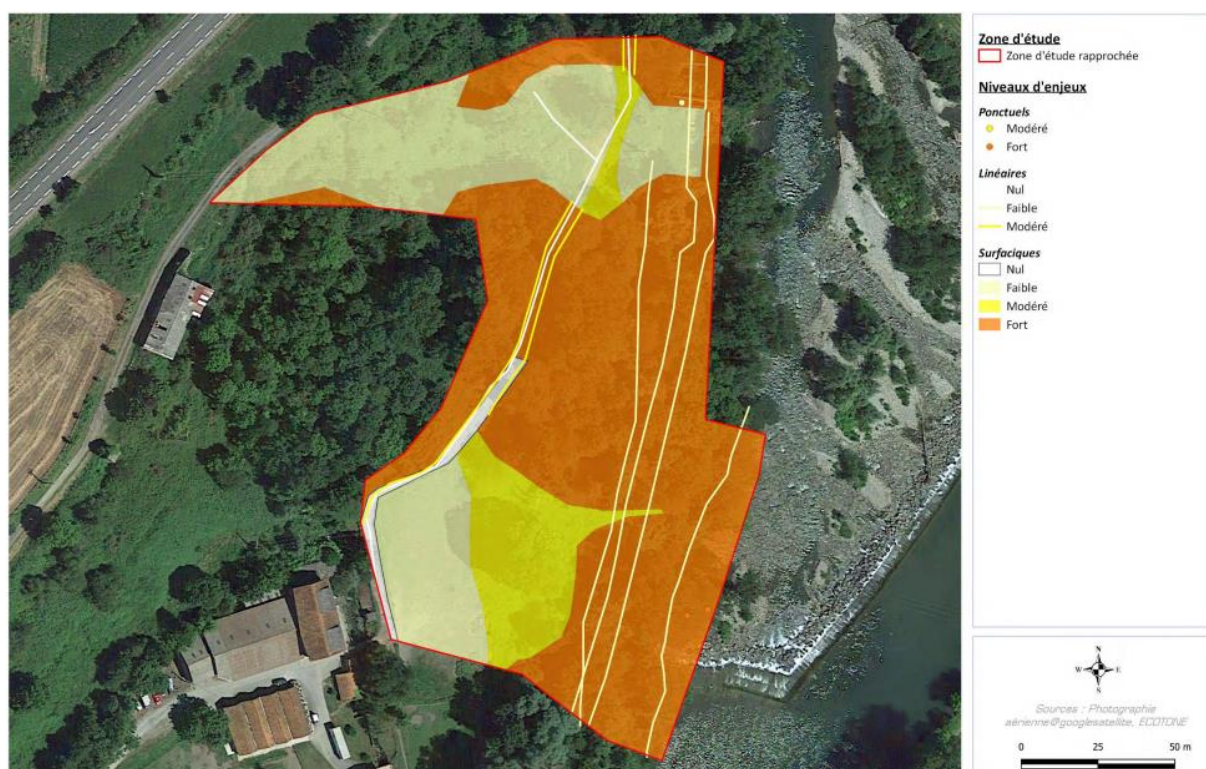 Zone d'étude
Zone d'étude rapprochée
Niveaux d'enjeux
Ponctuels
Modéré
Fort
Linéaires
Nul
Faible
Modéré
Surfaciques
Nul
Faible
Modéré
Fort
N
W E
S
Sources : Photographie
aérienne@googlesatellite, ECOTONE
0 25 50 m